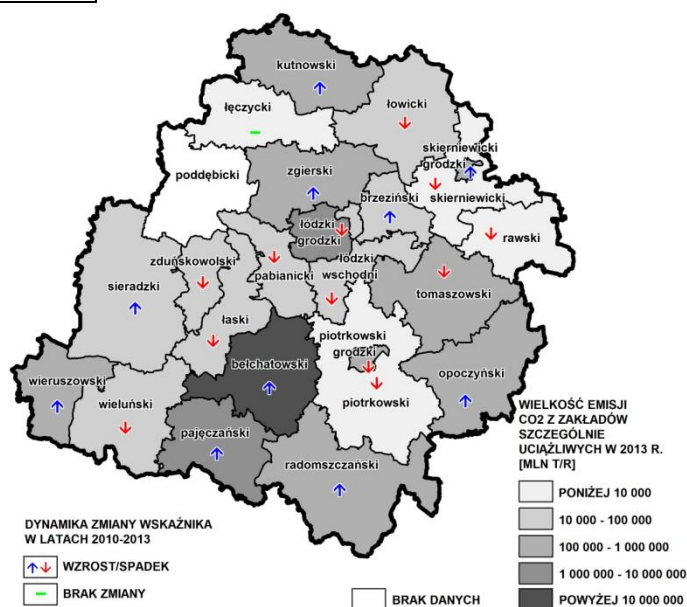 kutnowski
łęczycki
łowicki
skierniewicki
grodzki
poddębicki
zgierski
brzeziński
skierniewicki
łódzki
grodzki
rawski
zduńskowolski
łódzki
pabianicki
wschodni
sieradzki
tomaszowski
łaski
piotrkowski
grodzki
bełchatowski
opoczyński
wieruszowski
wieluński
piotrkowski
pajęczański
radomszczański
WIELKOŚĆ EMISJI
CO2 Z ZAKŁADÓW
SZCZEGÓLNIE
UCIĄŻLIWYCH W 2013 R.
[MLN T/R]
PONIŻEJ 10 000
10 000 - 100 000
100 000 - 1 000 000
1 000 000 - 10 000 000
POWYŻEJ 10 000 000
DYNAMIKA ZMIANY WSKAŹNIKA
W LATACH 2010-2013
WZROST/SPADEK
BRAK ZMIANY
BRAK DANYCH